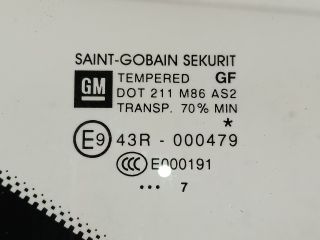 SAINT-GOBAIN SEKURIT
GM TEMPERED GF
DOT 211 M86 AS2
TRANSP. 70% MIN
*
E9 43R - 000479
CCC E000191
... 7